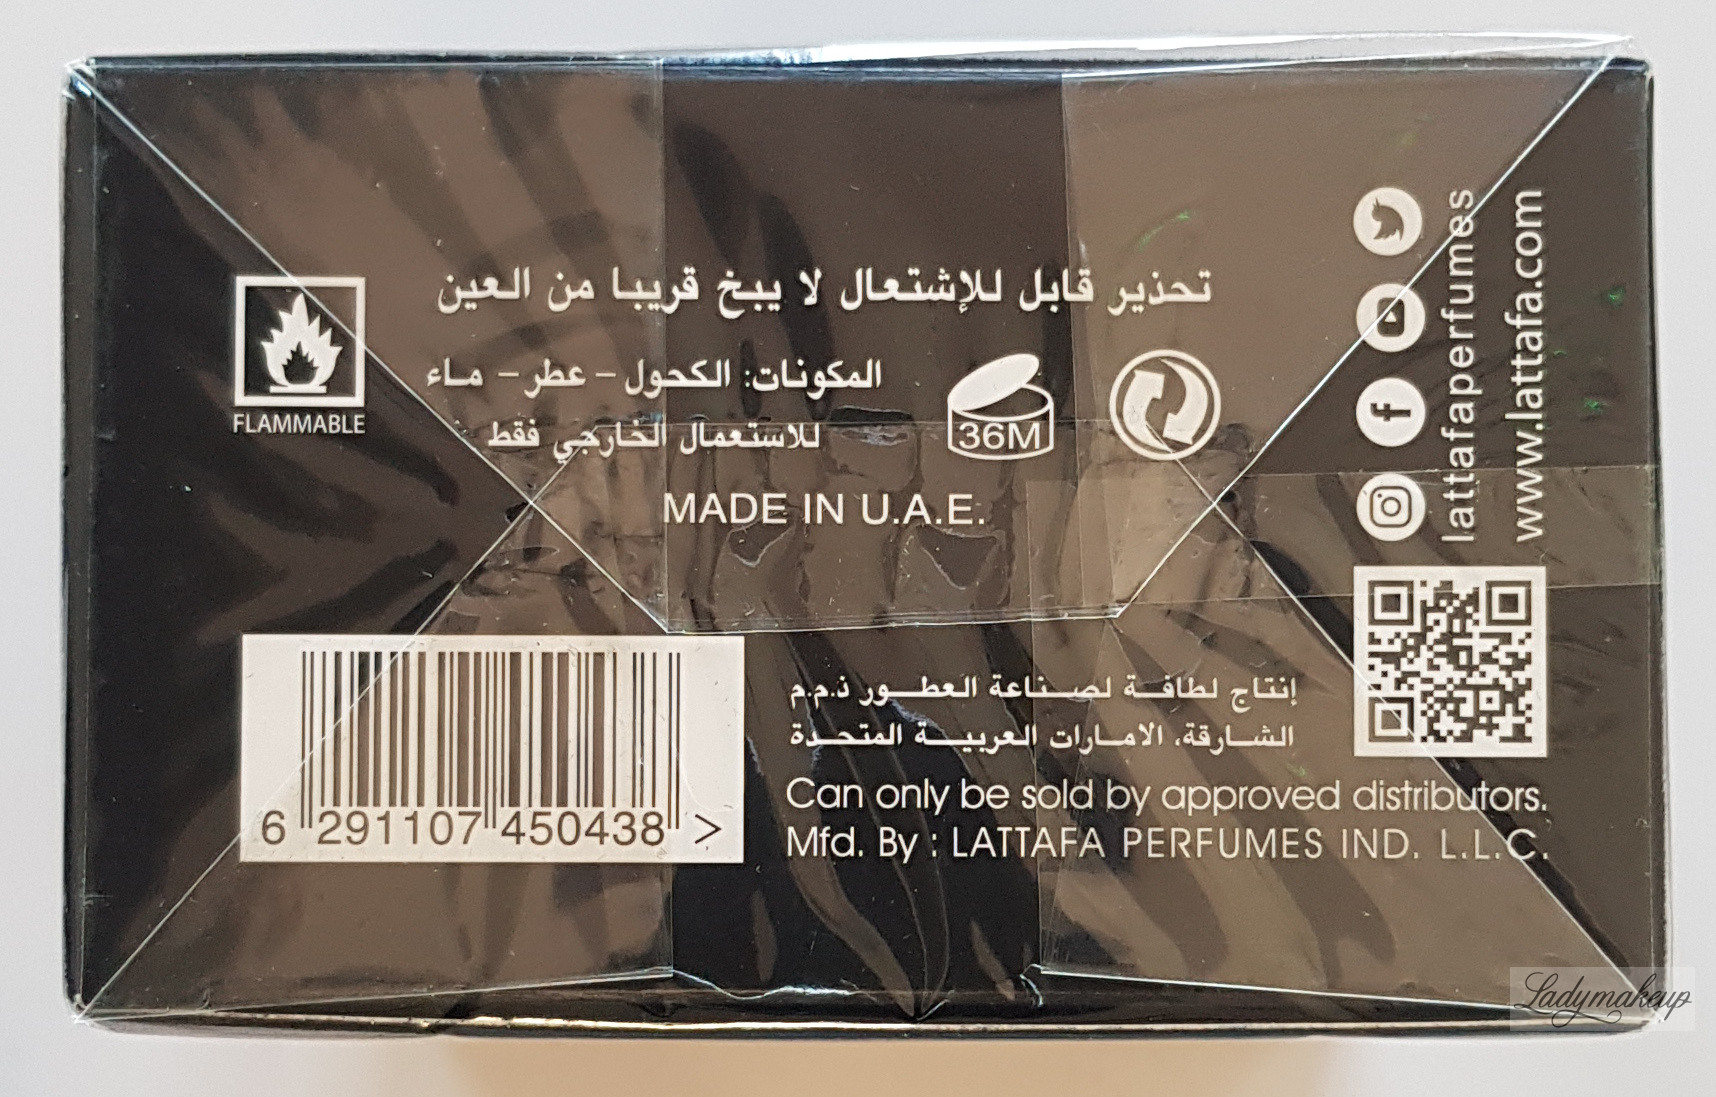 تحذير قابل للإشتعال لا يبخ قريبا من العين
FLAMMABLE
المكونات: الكحول - عطر - ماء
للاستعمال الخارجي فقط
36M
MADE IN U.A.E.
lattafaperfumes
www.lattafa.com
6 291107 450438 >
إنتاج لطافة لصناعة العطور ذ.م.م
الشارقة، الامارات العربية المتحدة
Can only be sold by approved distributors.
Mfd. By : LATTAFA PERFUMES IND. L.L.C.
Ladymakeup